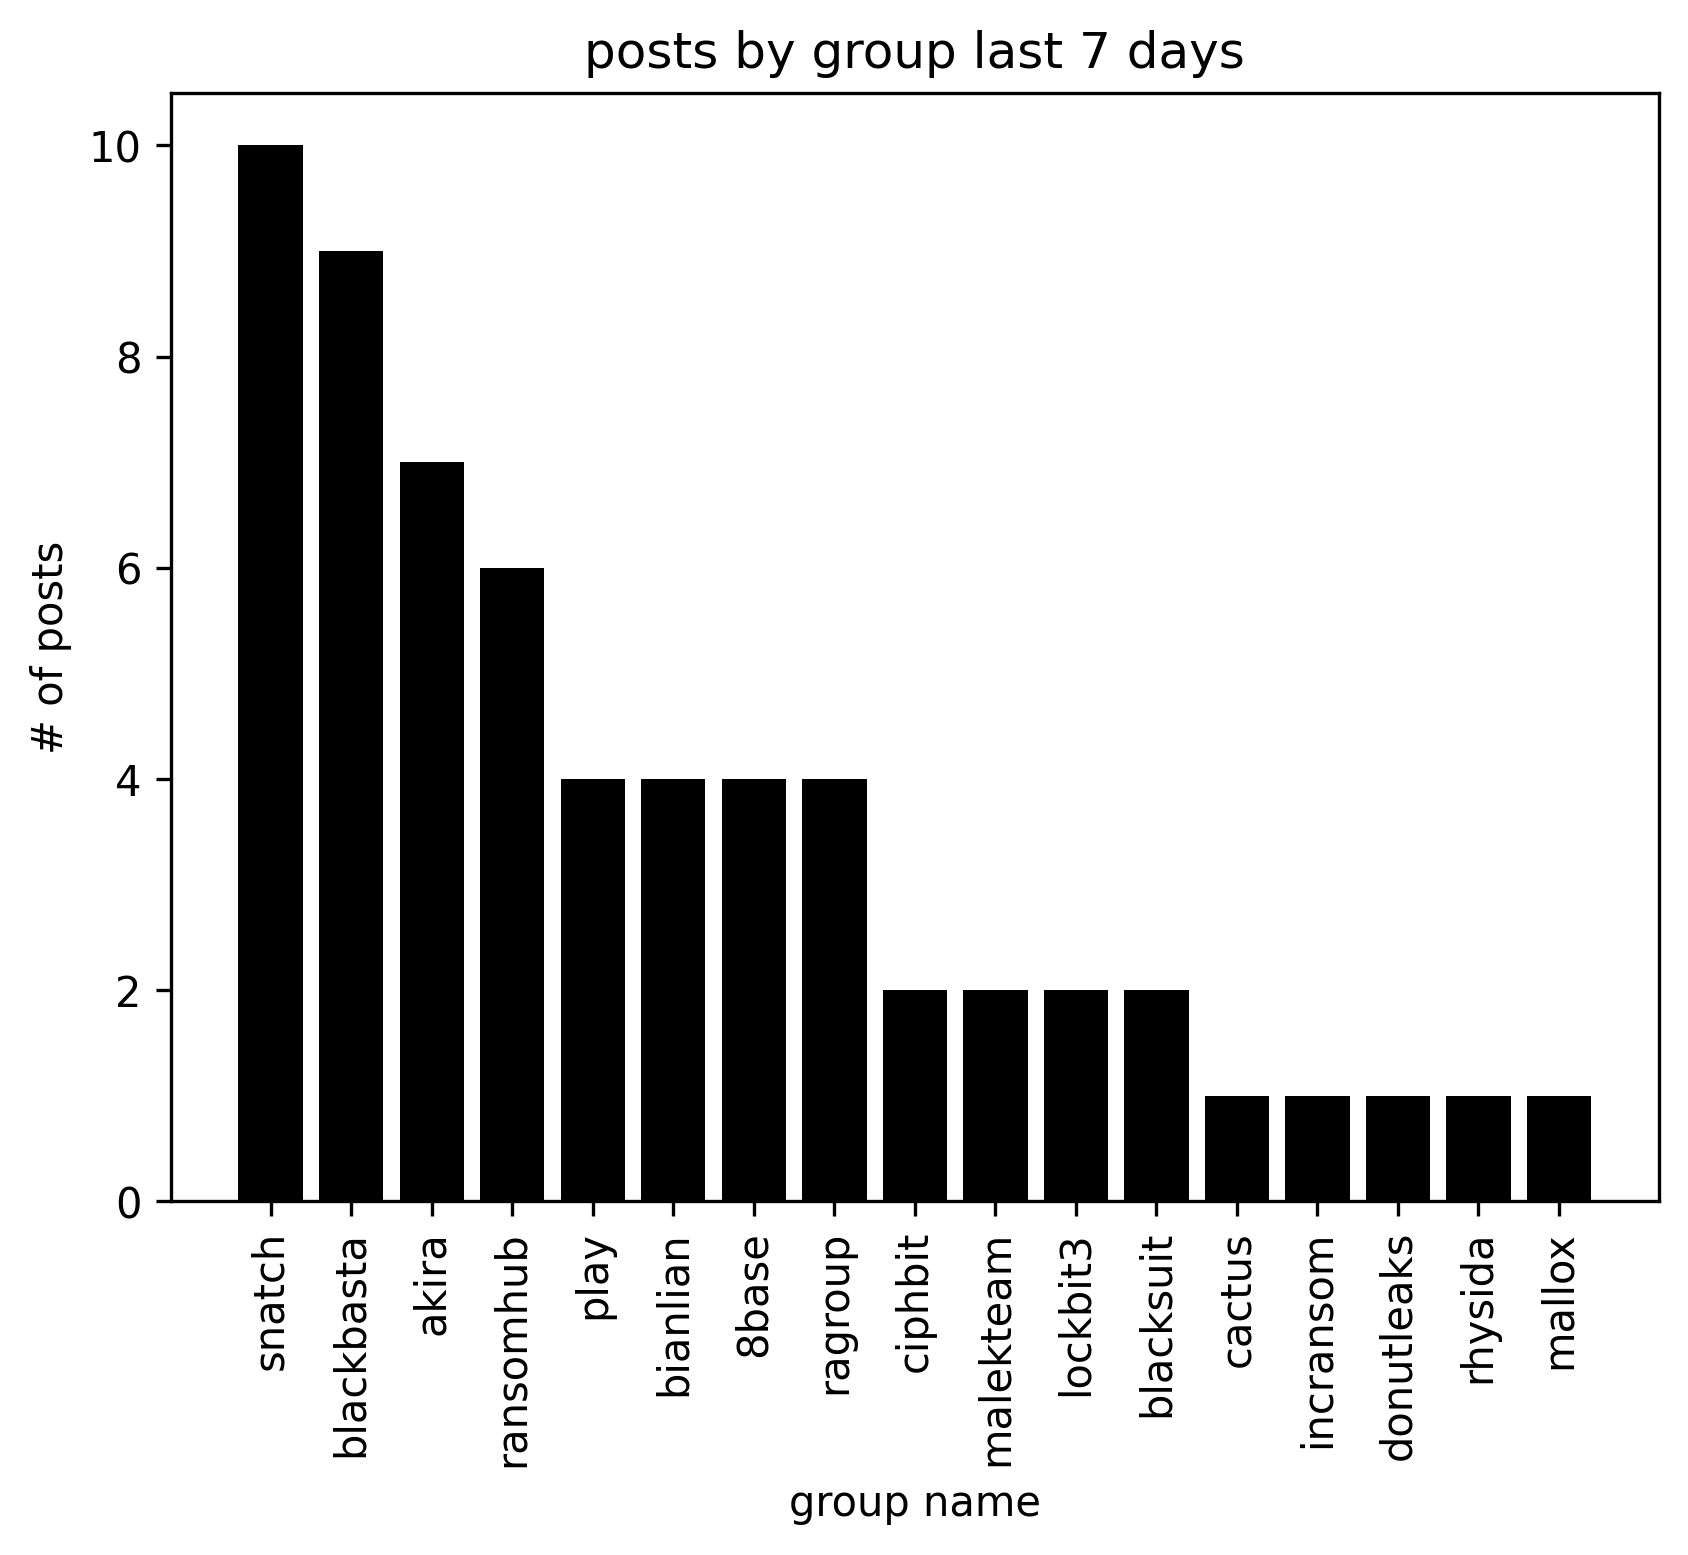 posts by group last 7 days
# of posts
10
8
6
4
2
0
snatch
blackbasta
akira
ransomhub
play
bianlian
8base
ragroup
ciphbit
malekteam
lockbit3
blacksuit
cactus
incransom
donutleaks
rhysida
mallox
group name